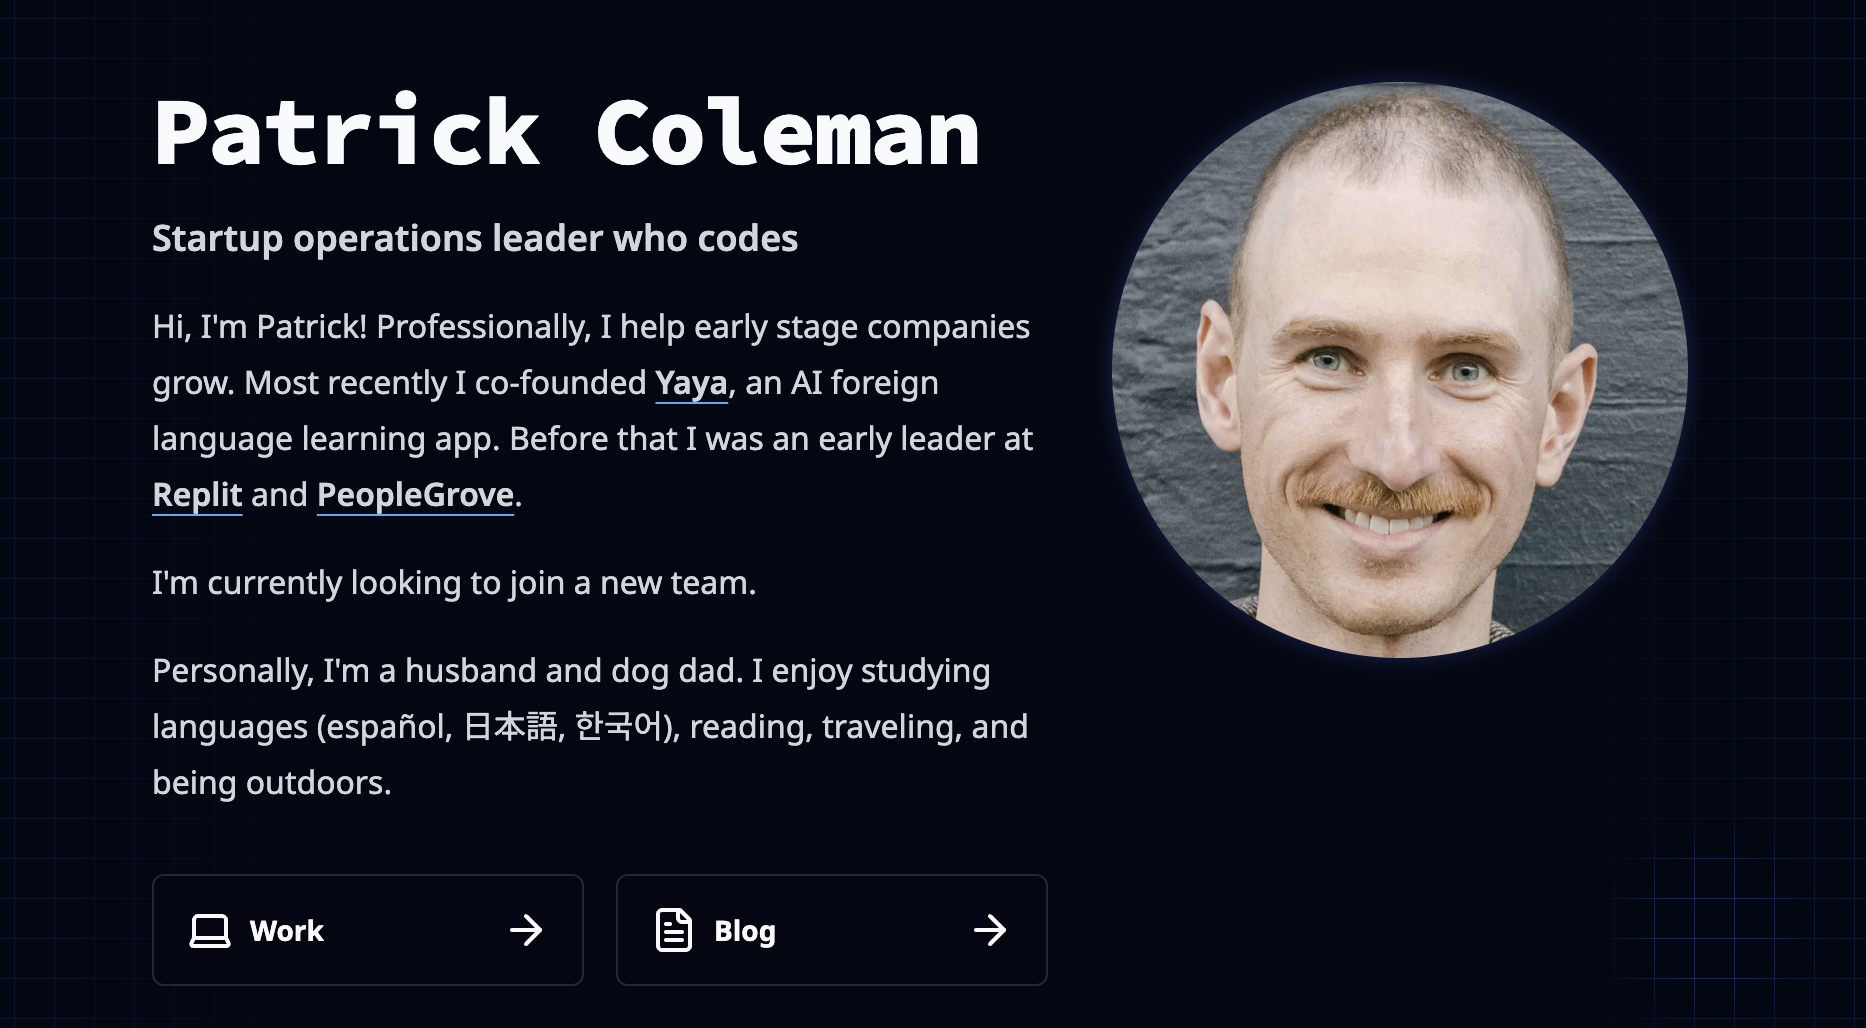 Patrick Coleman
Startup operations leader who codes
Hi, I'm Patrick! Professionally, I help early stage companies
grow. Most recently I co-founded Yaya, an AI foreign
language learning app. Before that I was an early leader at
Replit and PeopleGrove.
I'm currently looking to join a new team.
Personally, I'm a husband and dog dad. I enjoy studying
languages (español, 日本語, 한국어), reading, traveling, and
being outdoors.
Work
Blog